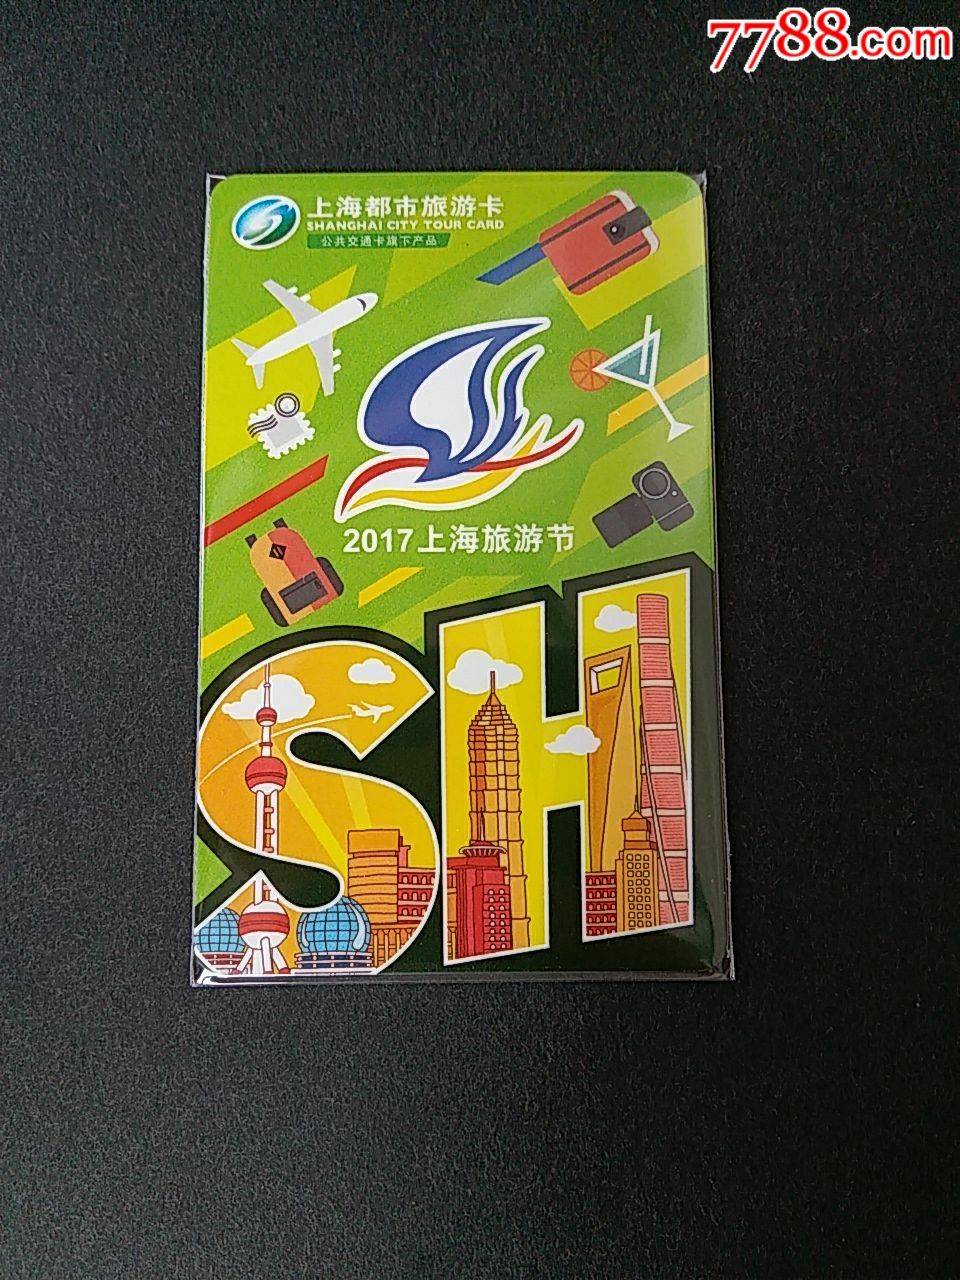 7788.com
上海都市旅游卡
SHANGHAI CITY TOUR CARD
公共交通卡旗下产品
2017上海旅游节
SH